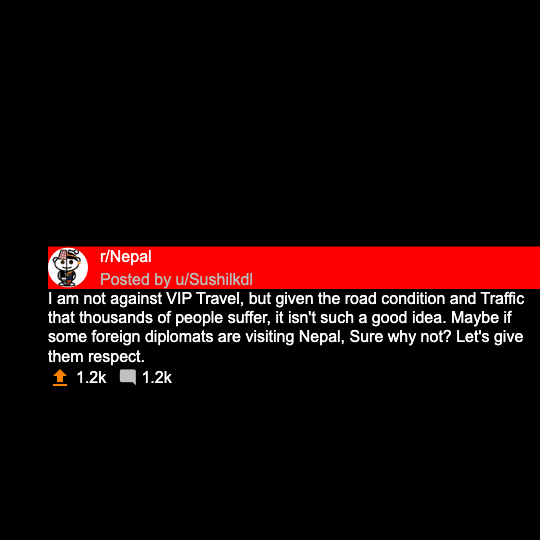 r/Nepal
Posted by u/Sushilkdl
I am not against VIP Travel, but given the road condition and Traffic
that thousands of people suffer, it isn't such a good idea. Maybe if
some foreign diplomats are visiting Nepal, Sure why not? Let's give
them respect.
1.2k 1.2k